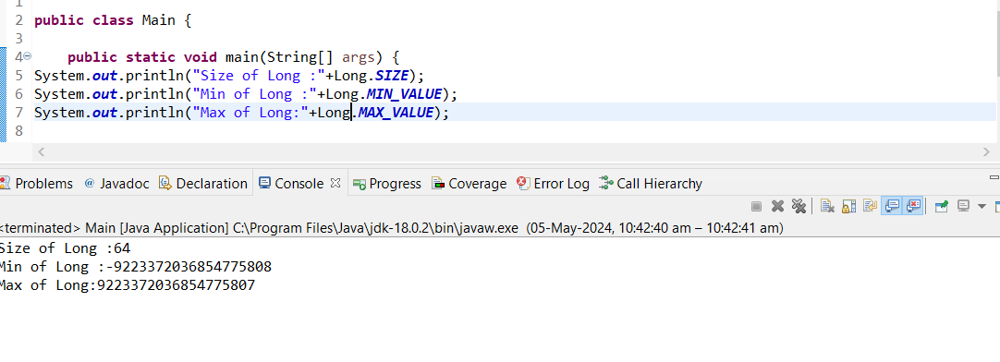 1
2 public class Main {
3
4 public static void main(String[] args) {
5 System.out.println("Size of Long :"+Long.SIZE);
6 System.out.println("Min of Long :"+Long.MIN_VALUE);
7 System.out.println("Max of Long:"+Long.MAX_VALUE);
8
Problems @ Javadoc Declaration Console Progress Coverage Error Log Call Hierarchy
<terminated> Main [Java Application] C:\Program Files\Java\jdk-18.0.2\bin\javaw.exe (05-May-2024, 10:42:40 am – 10:42:41 am)
Size of Long :64
Min of Long :-9223372036854775808
Max of Long:9223372036854775807